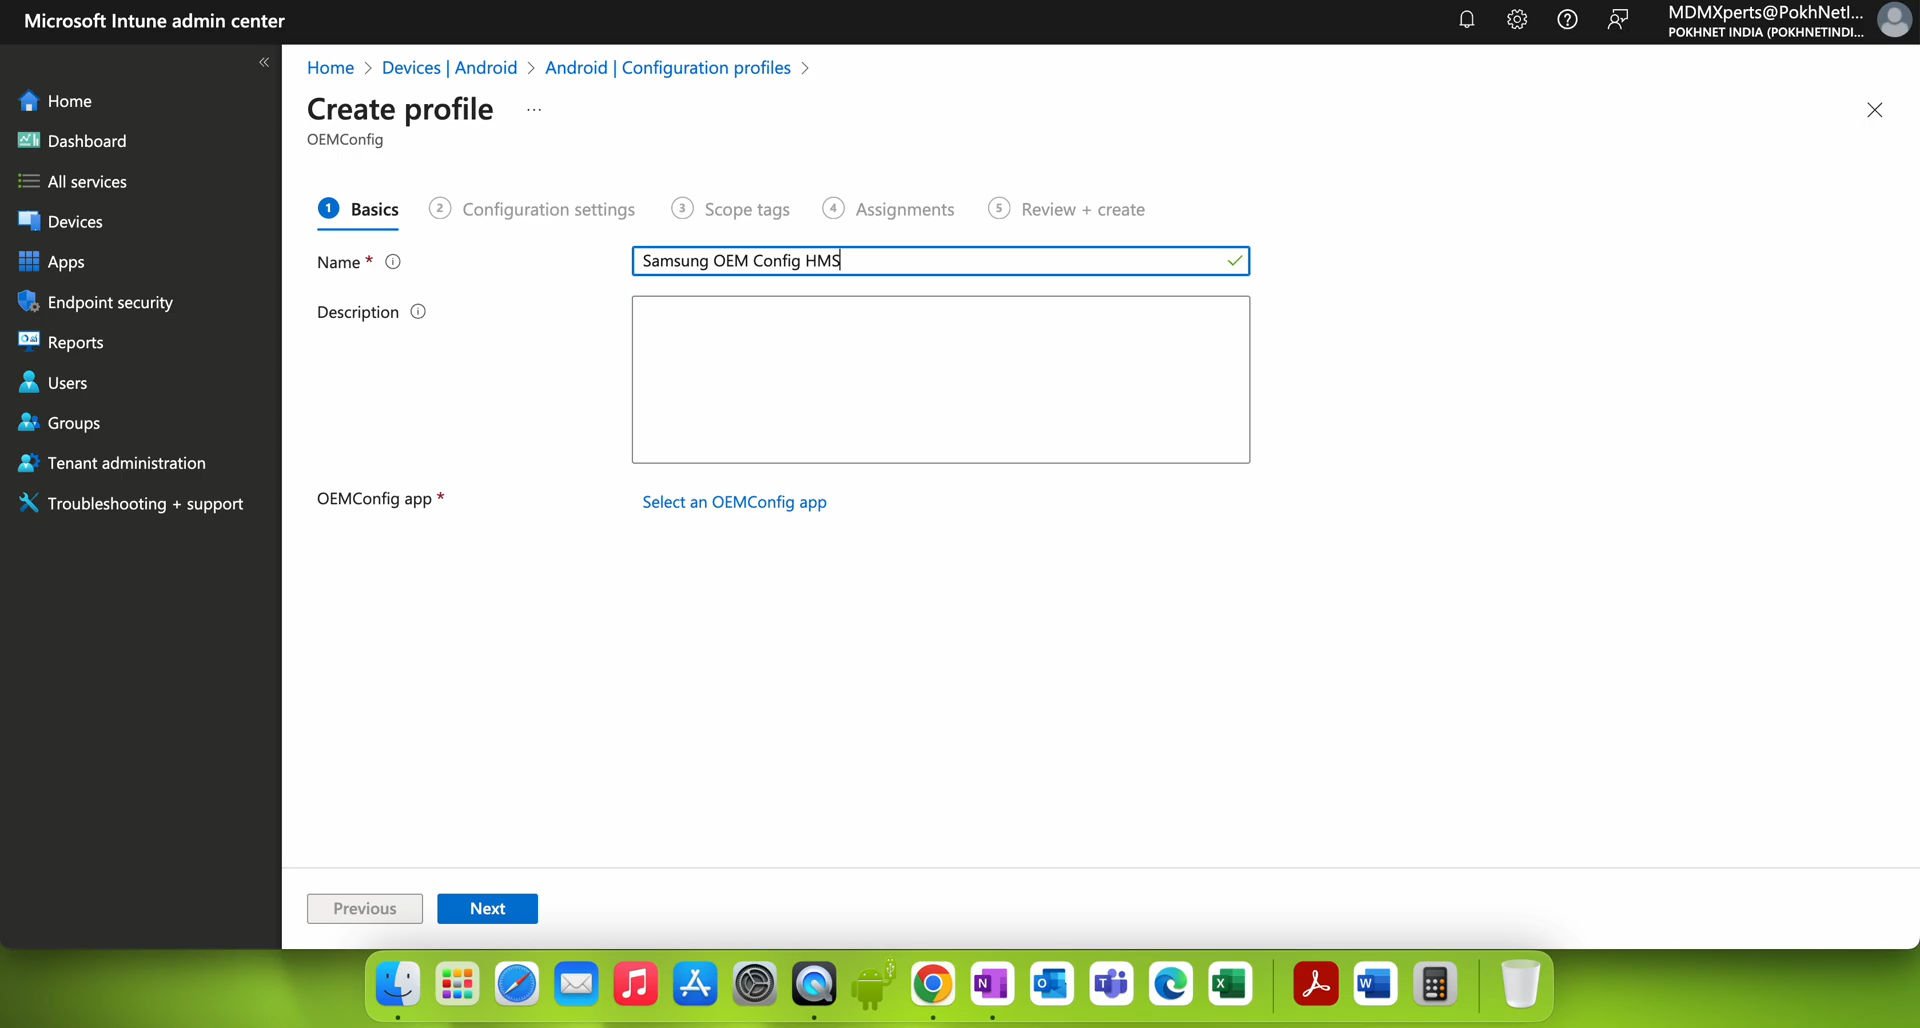 Microsoft Intune admin center
MDMXperts@PokhNetI...
POKHNET INDIA (POKHNETINDI...
«
Home
Dashboard
All services
Devices
Apps
Endpoint security
Reports
Users
Groups
Tenant administration
Troubleshooting + support
Home > Devices | Android > Android | Configuration profiles >
Create profile ...
OEMConfig
1 Basics 2 Configuration settings 3 Scope tags 4 Assignments 5 Review + create
Name * Samsung OEM Config HMS
Description
OEMConfig app * Select an OEMConfig app
Previous Next